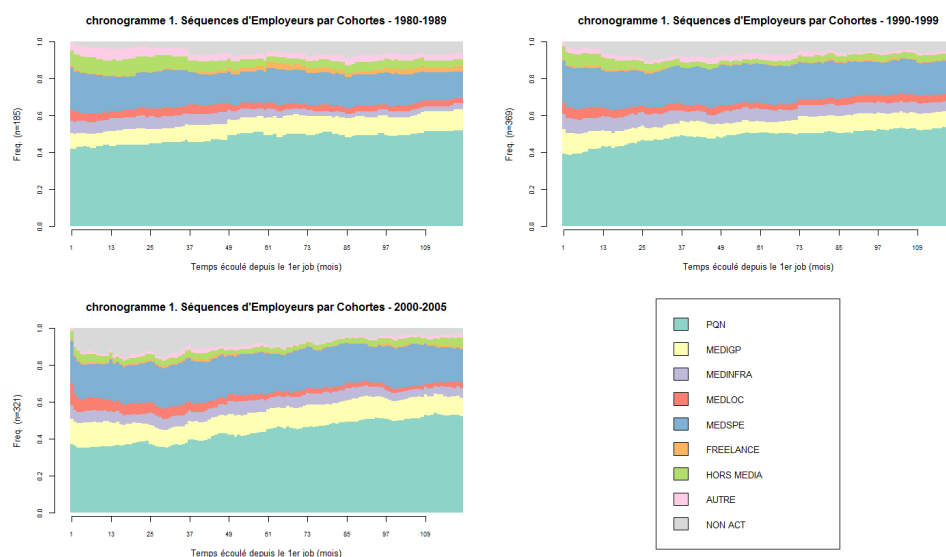 chronogramme 1. Séquences d'Employeurs par Cohortes - 1980-1989
Freq. (n=185)
0.0 0.2 0.4 0.6 0.8 1.0
1 13 25 37 49 61 73 85 97 109
Temps écoulé depuis le 1er job (mois)
chronogramme 1. Séquences d'Employeurs par Cohortes - 1990-1999
Freq. (n=369)
0.0 0.2 0.4 0.6 0.8 1.0
1 13 25 37 49 61 73 85 97 109
Temps écoulé depuis le 1er job (mois)
chronogramme 1. Séquences d'Employeurs par Cohortes - 2000-2005
Freq. (n=321)
0.0 0.2 0.4 0.6 0.8 1.0
1 13 25 37 49 61 73 85 97 109
Temps écoulé depuis le 1er job (mois)
PQN
MEDIGP
MEDINFRA
MEDLOC
MEDSPE
FREELANCE
HORS MEDIA
AUTRE
NON ACT